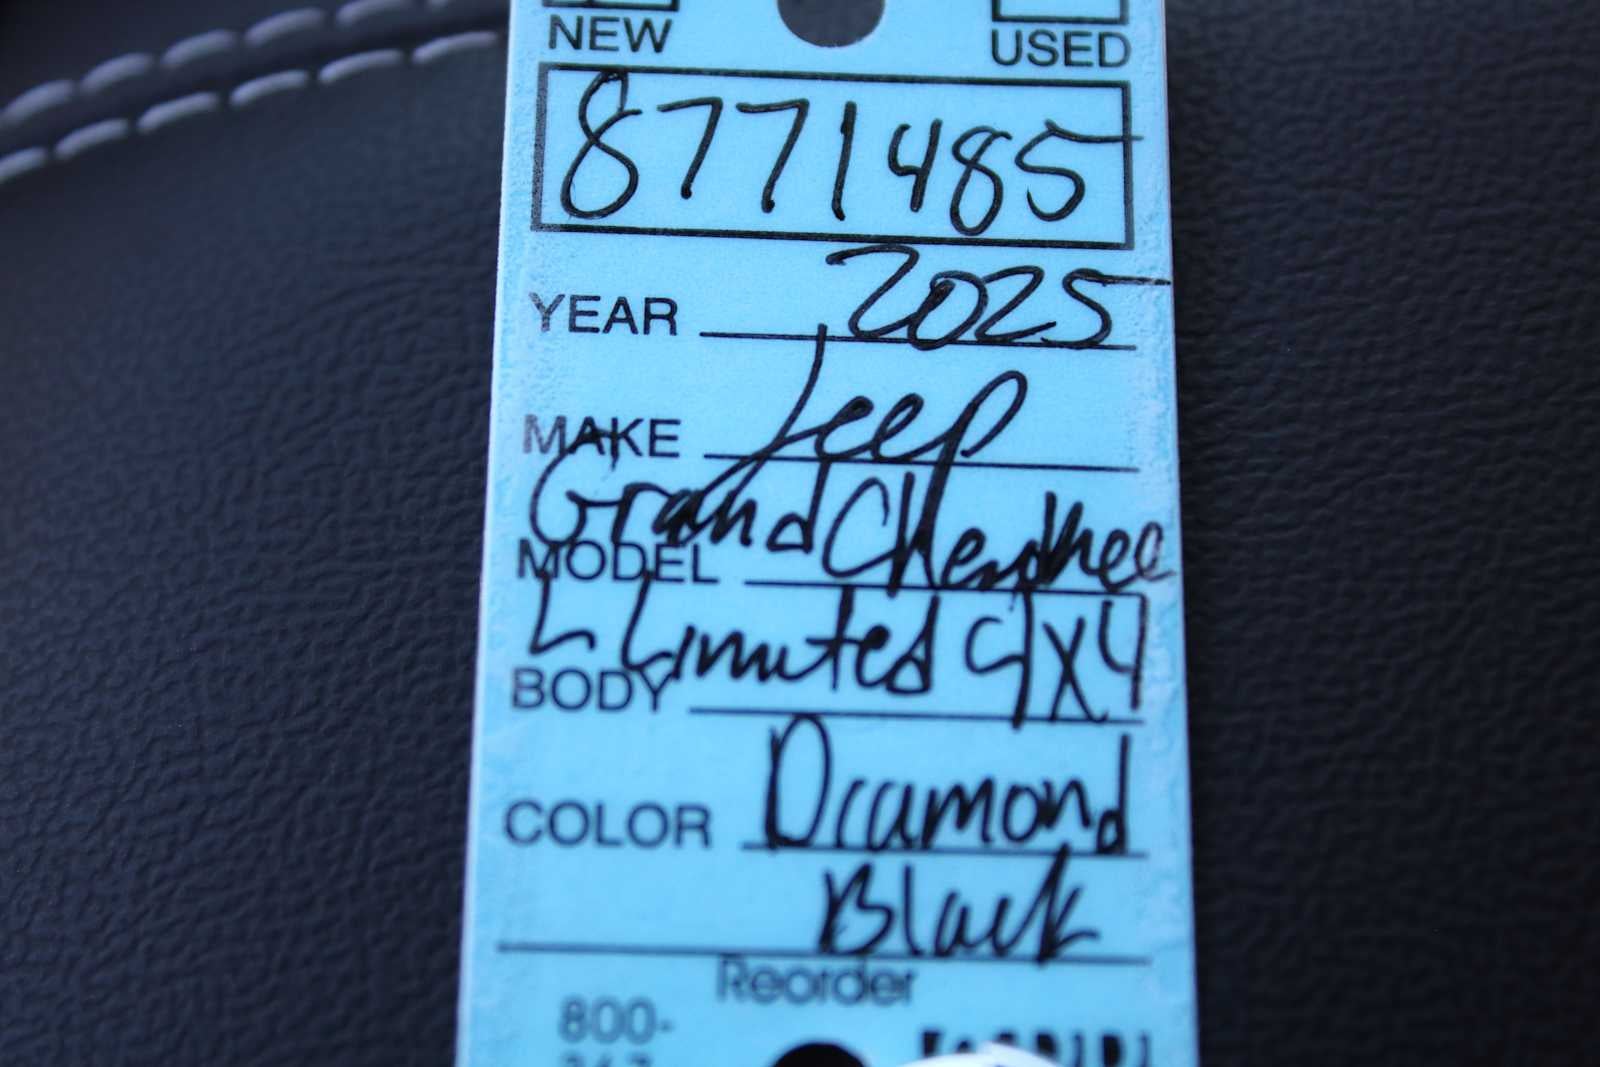 NEW USED
8771485
YEAR 2025
MAKE Jeep
MODEL Grand Cherokee
BODY L Limited 4X4
COLOR Diamond
Black
Reorder
800-